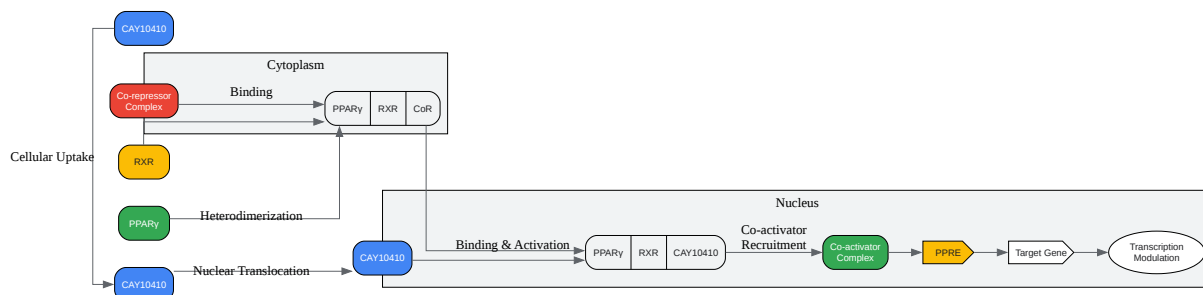 CAY10410
Cytoplasm
Co-repressor
Complex
Binding
PPARγ
RXR
CoR
Cellular Uptake
RXR
PPARγ
Heterodimerization
Nucleus
CAY10410
Nuclear Translocation
CAY10410
Binding & Activation
PPARγ
RXR
CAY10410
Co-activator
Recruitment
Co-activator
Complex
PPRE
Target Gene
Transcription
Modulation